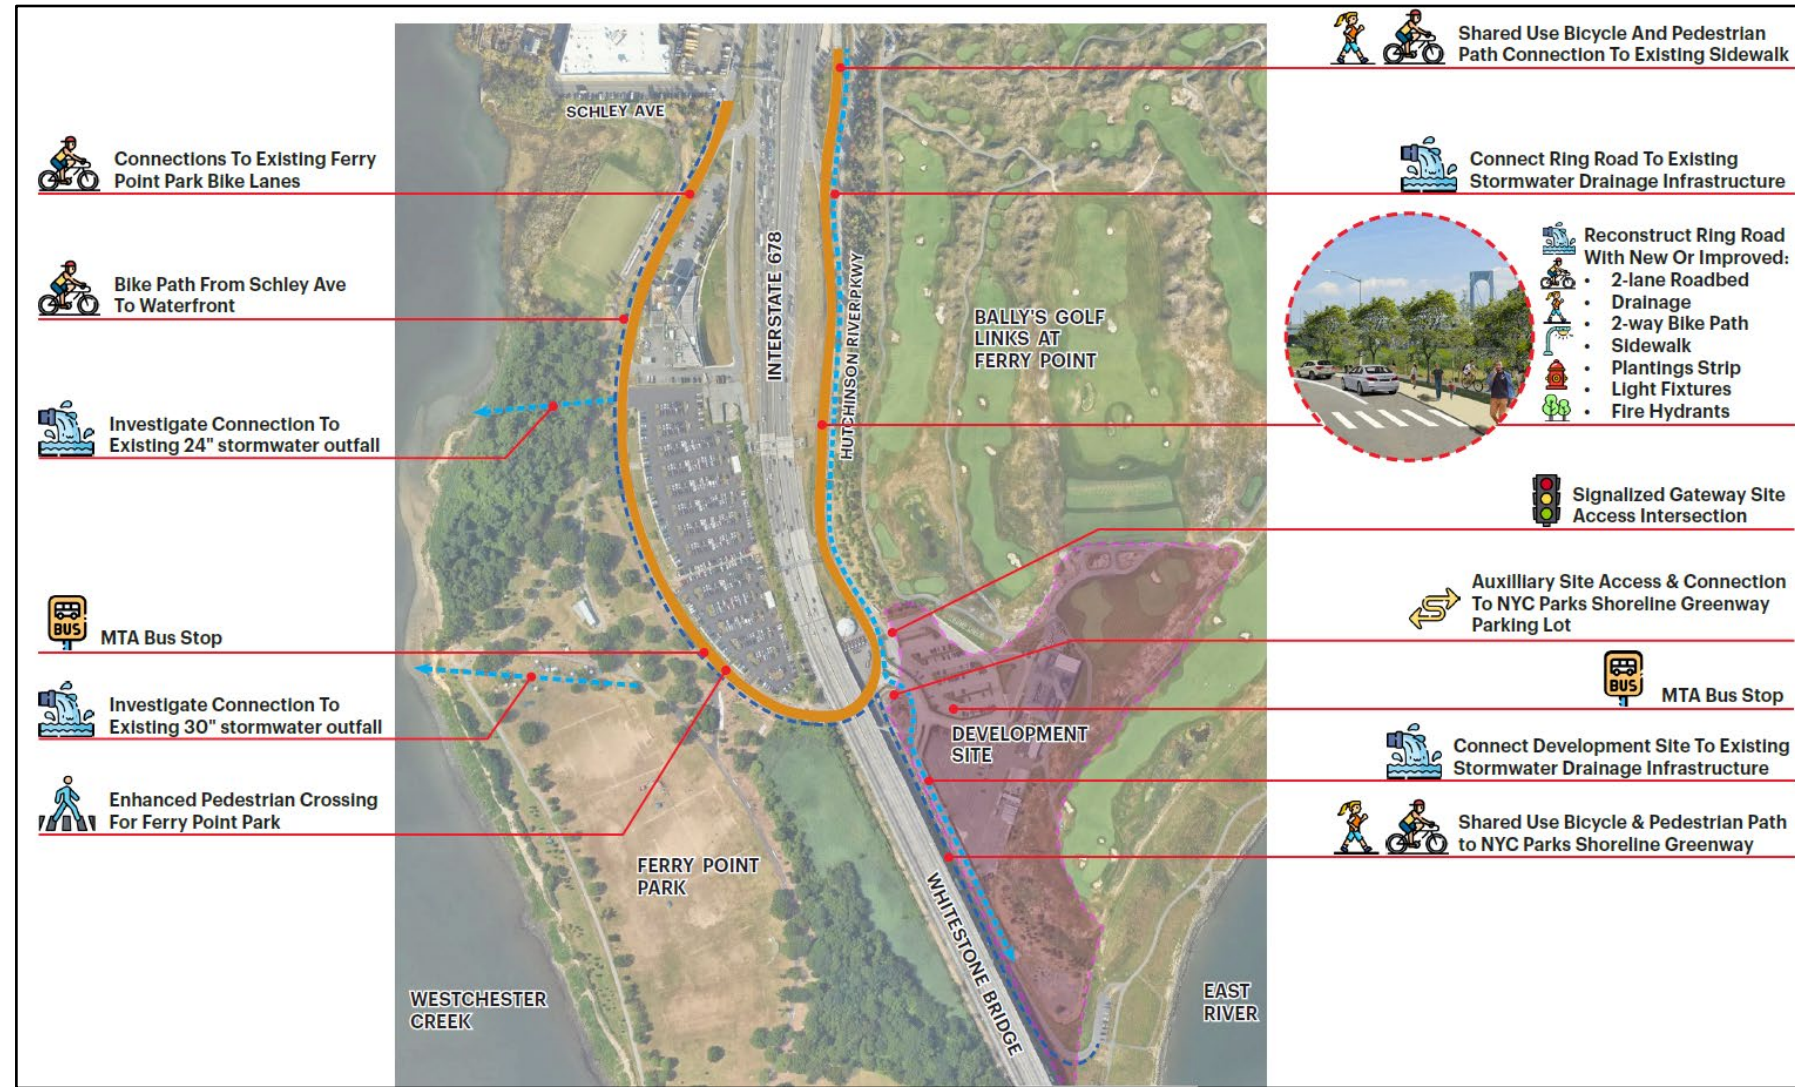 Connections To Existing Ferry
Point Park Bike Lanes
Bike Path From Schley Ave
To Waterfront
Investigate Connection To
Existing 24" stormwater outfall
BUS
MTA Bus Stop
Investigate Connection To
Existing 30" stormwater outfall
Enhanced Pedestrian Crossing
For Ferry Point Park
SCHLEY AVE
INTERSTATE 678
HUTCHINSON RIVERPKWY
BALLY'S GOLF
LINKS AT
FERRY POINT
DEVELOPMENT
SITE
FERRY POINT
PARK
WHITESTONE BRIDGE
WESTCHESTER
CREEK
EAST
RIVER
Shared Use Bicycle And Pedestrian
Path Connection To Existing Sidewalk
Connect Ring Road To Existing
Stormwater Drainage Infrastructure
Reconstruct Ring Road
With New Or Improved:
• 2-lane Roadbed
• Drainage
• 2-way Bike Path
• Sidewalk
• Plantings Strip
• Light Fixtures
• Fire Hydrants
Signalized Gateway Site
Access Intersection
Auxilliary Site Access & Connection
To NYC Parks Shoreline Greenway
Parking Lot
BUS
MTA Bus Stop
Connect Development Site To Existing
Stormwater Drainage Infrastructure
Shared Use Bicycle & Pedestrian Path
to NYC Parks Shoreline Greenway